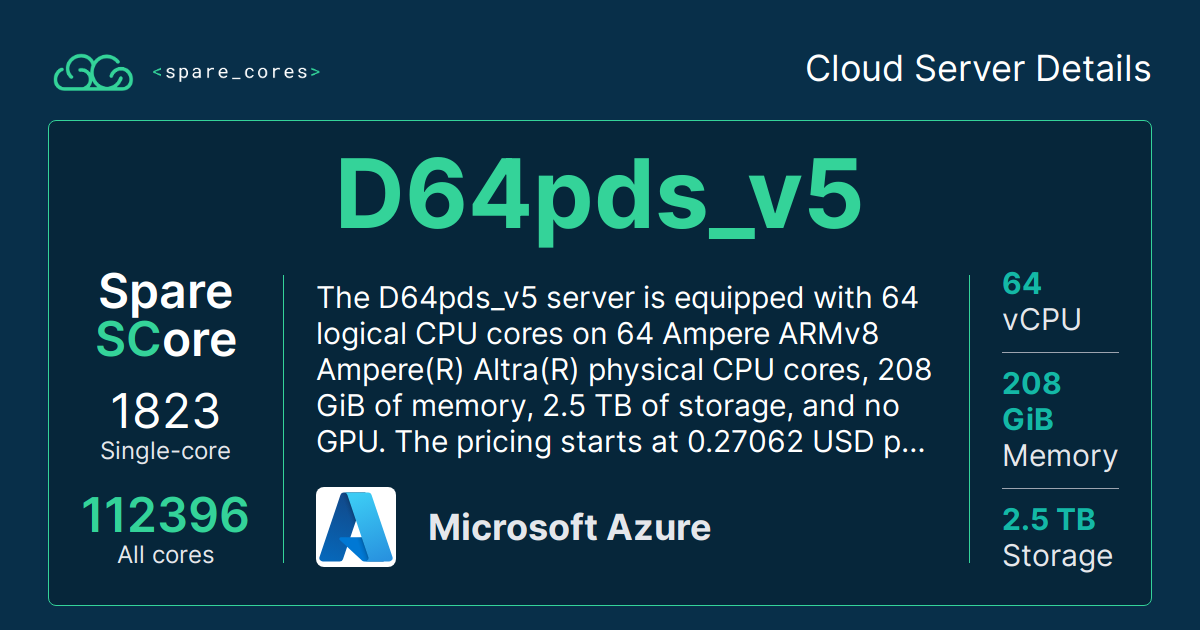 <spare_cores>
Cloud Server Details
D64pds_v5
Spare
SCore
1823
Single-core
112396
All cores
The D64pds_v5 server is equipped with 64
logical CPU cores on 64 Ampere ARMv8
Ampere(R) Altra(R) physical CPU cores, 208
GiB of memory, 2.5 TB of storage, and no
GPU. The pricing starts at 0.27062 USD p...
Microsoft Azure
64
vCPU
208
GiB
Memory
2.5 TB
Storage